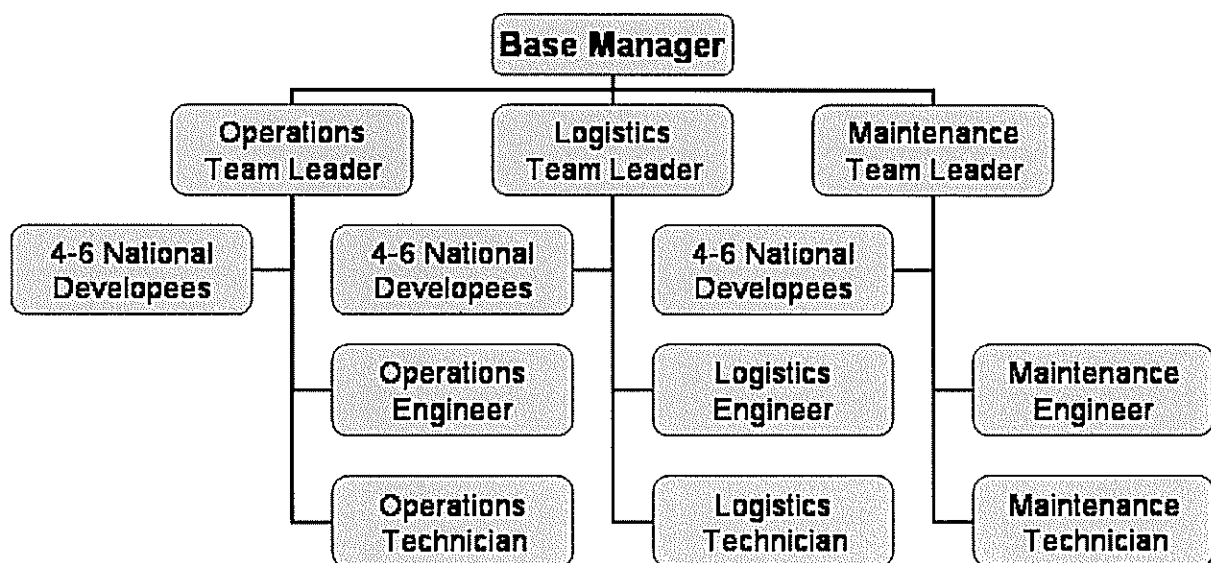 Base Manager
Operations
Team Leader
Logistics
Team Leader
Maintenance
Team Leader
4-6 National
Developees
4-6 National
Developees
4-6 National
Developees
Operations
Engineer
Logistics
Engineer
Maintenance
Engineer
Operations
Technician
Logistics
Technician
Maintenance
Technician